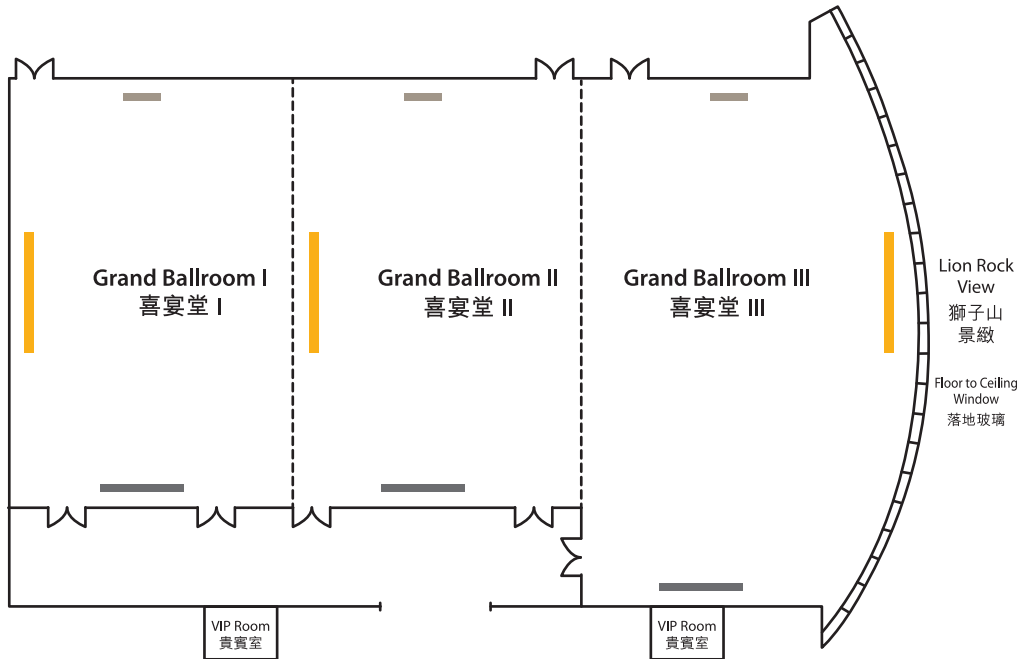 Grand Ballroom I
喜宴堂 I
Grand Ballroom II
喜宴堂 II
Grand Ballroom III
喜宴堂 III
Lion Rock
View
獅子山
景緻
Floor to Ceiling
Window
落地玻璃
VIP Room
貴賓室
VIP Room
貴賓室